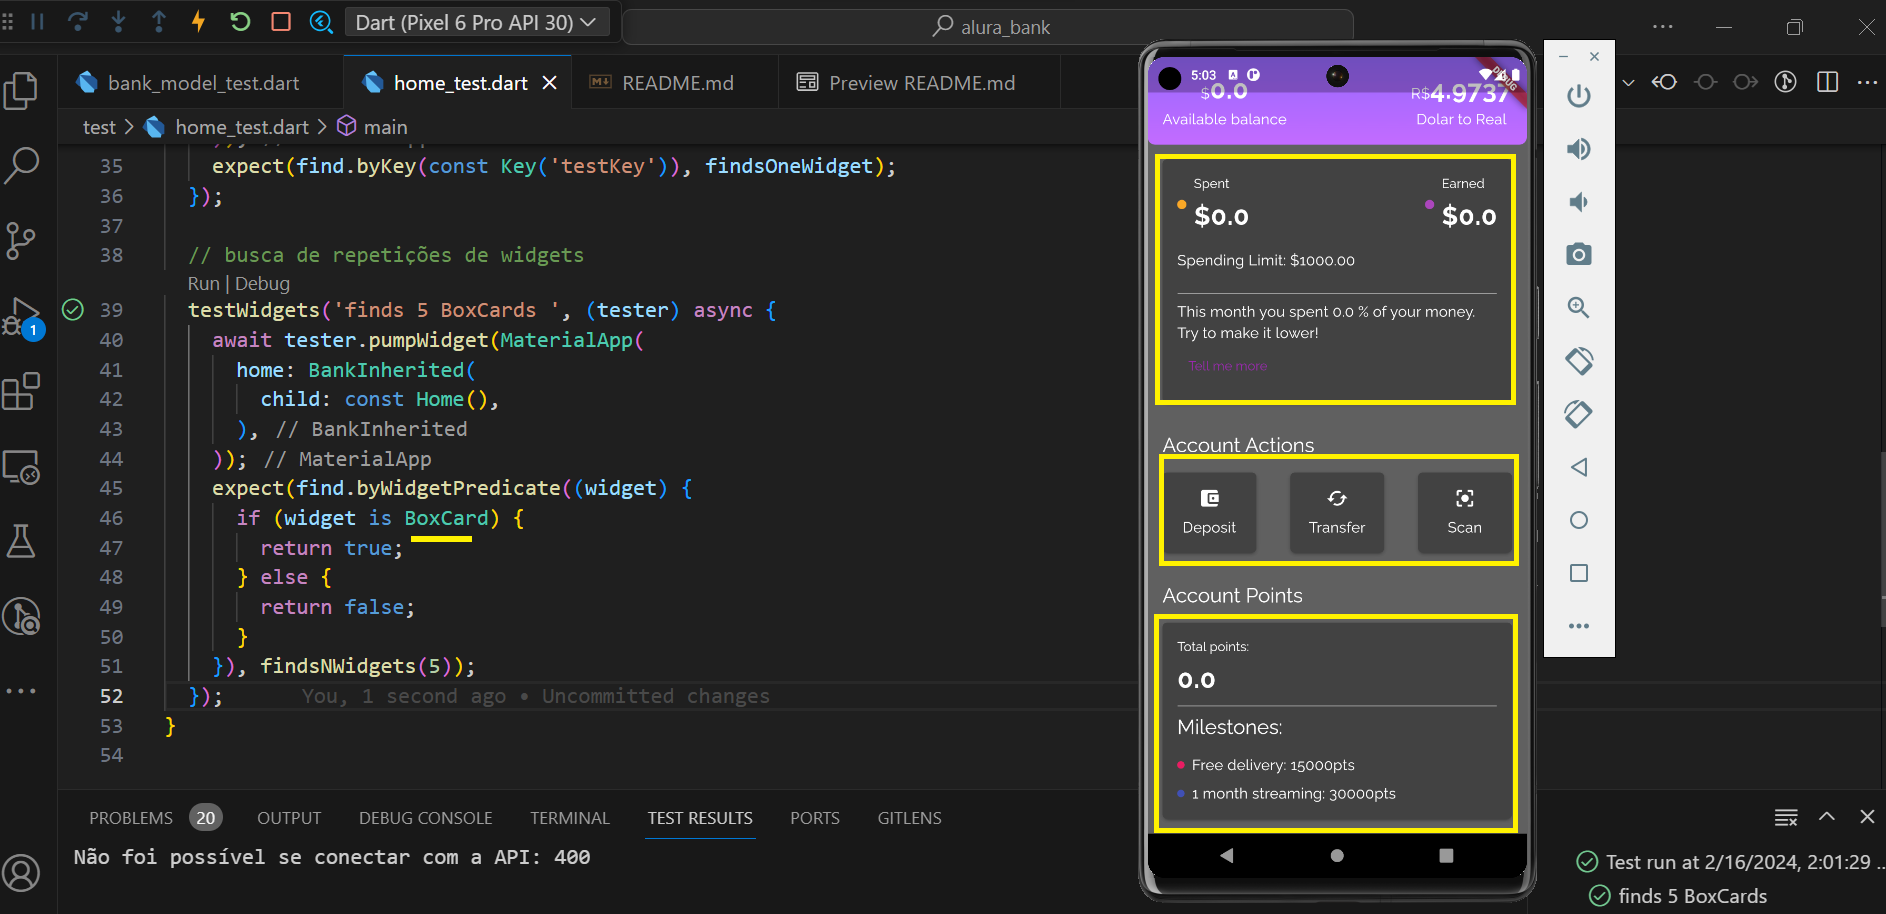 Dart (Pixel 6 Pro API 30)
alura_bank
bank_model_test.dart
home_test.dart
README.md
Preview README.md
test > home_test.dart > main
35 expect(find.byKey(const Key('testKey')), findsOneWidget);
36 });
37
38 // busca de repetições de widgets
Run | Debug
39 testWidgets('finds 5 BoxCards ', (tester) async {
40 await tester.pumpWidget(MaterialApp(
41 home: BankInherited(
42 child: const Home(),
43 ), // BankInherited
44 )); // MaterialApp
45 expect(find.byWidgetPredicate((widget) {
46 if (widget is BoxCard) {
47 return true;
48 } else {
49 return false;
50 }
51 }), findsNWidgets(5));
52 }); You, 1 second ago • Uncommitted changes
53 }
54
1
PROBLEMS 20 OUTPUT DEBUG CONSOLE TERMINAL TEST RESULTS PORTS GITLENS
Não foi possível se conectar com a API: 400
Test run at 2/16/2024, 2:01:29 ...
finds 5 BoxCards
5:03
DEBUG
$0.0 R$4.9737
Available balance Dolar to Real
Spent Earned
$0.0 $0.0
Spending Limit: $1000.00
This month you spent 0.0 % of your money.
Try to make it lower!
Tell me more
Account Actions
Deposit Transfer Scan
Account Points
Total points:
0.0
Milestones:
Free delivery: 15000pts
1 month streaming: 30000pts